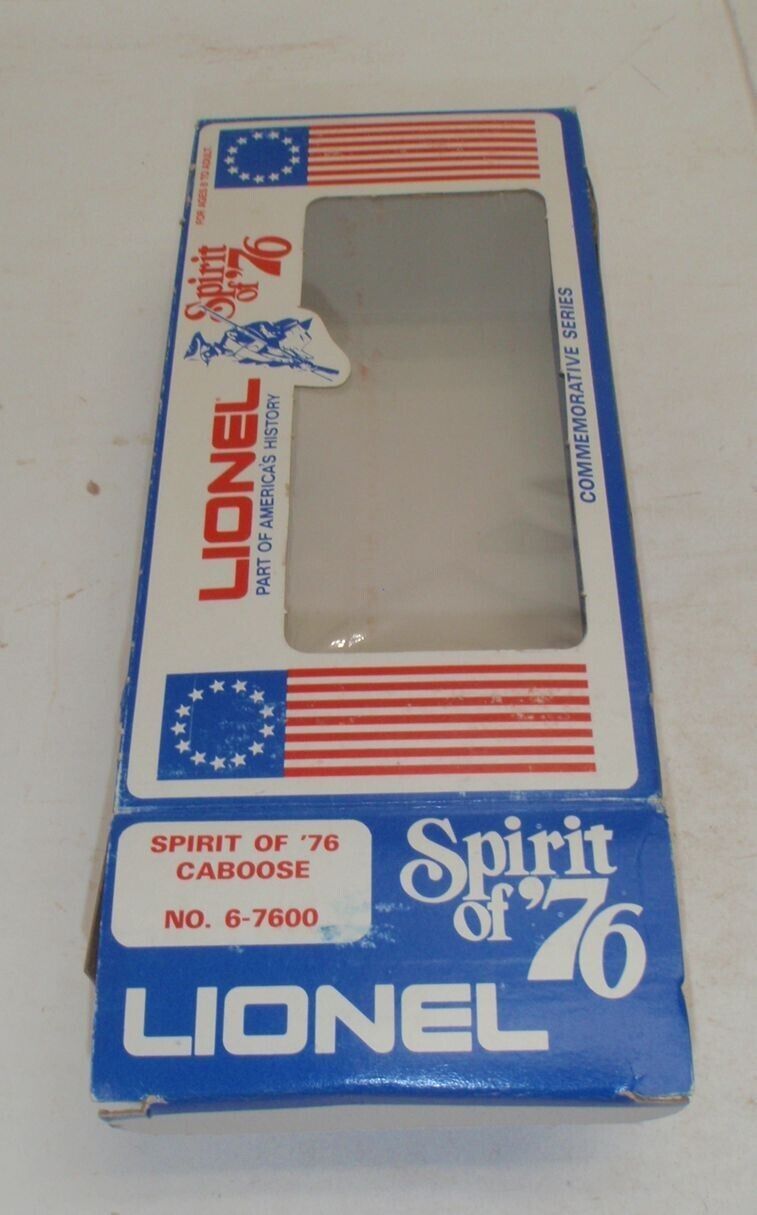 FOR AGES 8 TO ADULT
Spirit
of '76
LIONEL
PART OF AMERICA'S HISTORY
COMMEMORATIVE SERIES
SPIRIT OF '76
CABOOSE
NO. 6-7600
Spirit
of '76
LIONEL